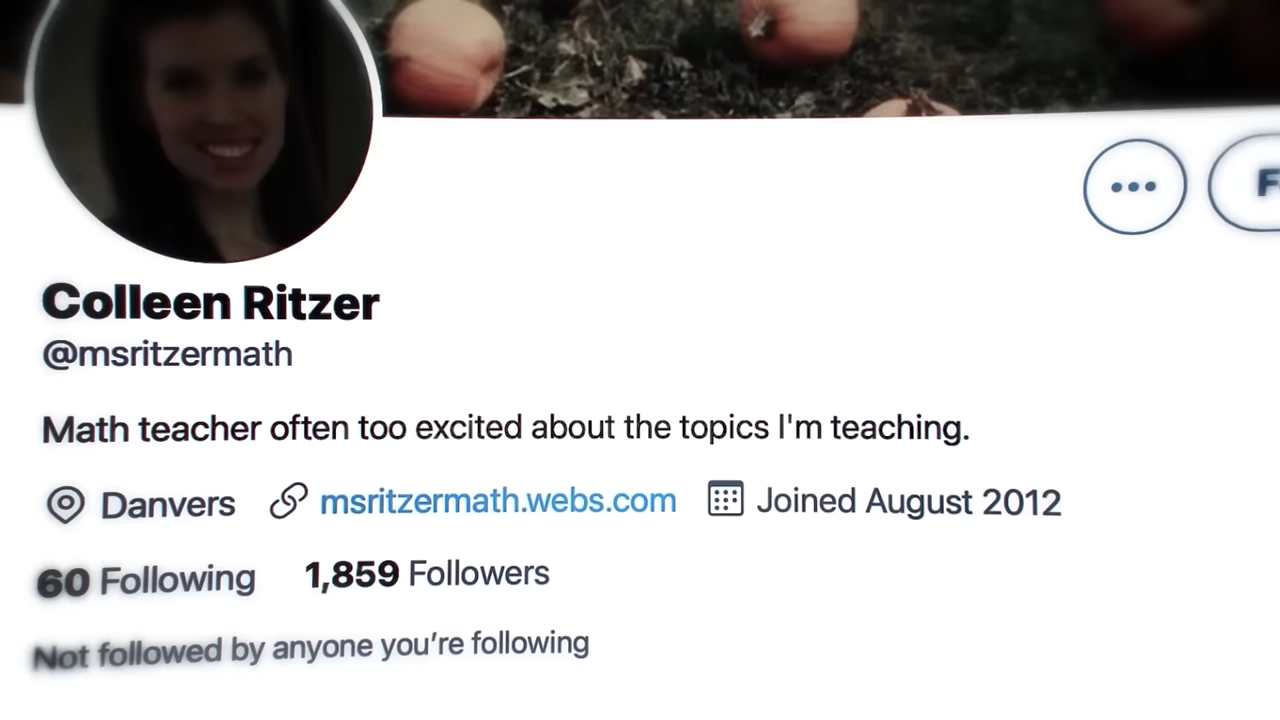 Colleen Ritzer
@msritzermath
Math teacher often too excited about the topics I'm teaching.
Danvers msritzermath.webs.com Joined August 2012
60 Following 1,859 Followers
Not followed by anyone you're following